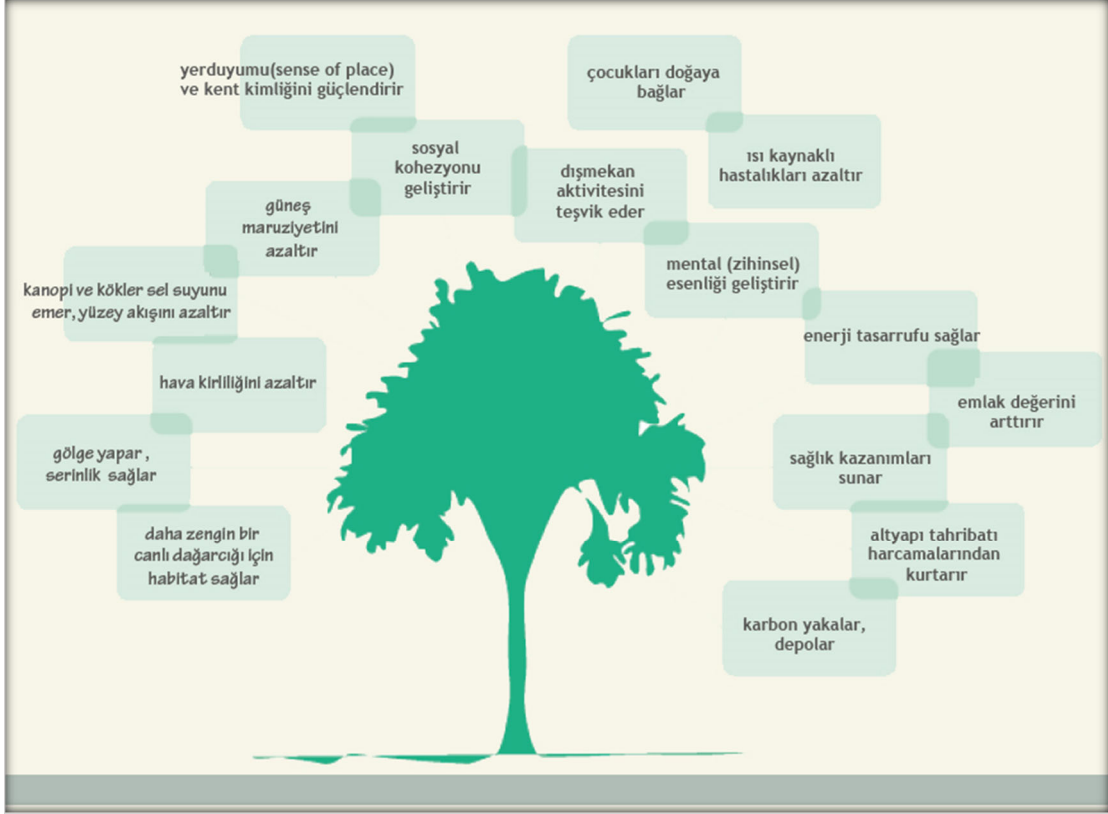 yerduyumu(sense of place)
ve kent kimliğini güçlendirir
çocukları doğaya
bağlar
sosyal
kohezyonu
geliştirir
ısı kaynaklı
hastalıkları azaltır
dışmekan
aktivitesini
teşvik eder
güneş
maruziyetini
azaltır
mental (zihinsel)
esenliği geliştirir
kanopi ve kökler sel suyunu
emer, yüzey akışını azaltır
enerji tasarrufu sağlar
hava kirliliğini azaltır
emlak değerini
arttırır
gölge yapar ,
serinlik sağlar
sağlık kazanımları
sunar
daha zengin bir
canlı dağarcığı için
habitat sağlar
altyapı tahribatı
harcamalarından
kurtarır
karbon yakalar,
depolar